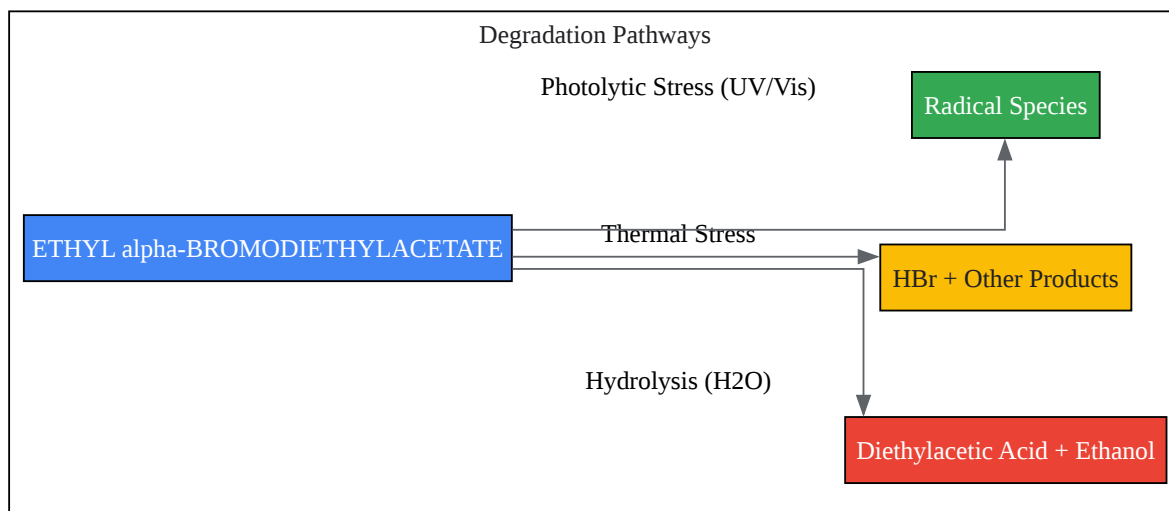 Degradation Pathways
Photolytic Stress (UV/Vis)
Radical Species
ETHYL alpha-BROMODIETHYLACETATE
Thermal Stress
HBr + Other Products
Hydrolysis (H2O)
Diethylacetic Acid + Ethanol